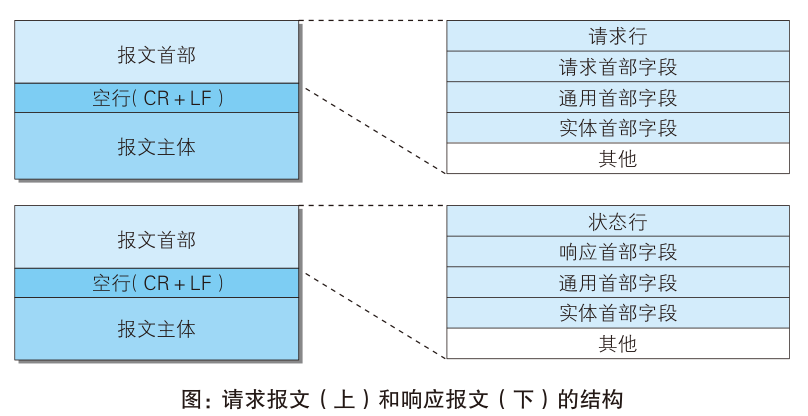 报文首部
空行( CR + LF )
报文主体
请求行
请求首部字段
通用首部字段
实体首部字段
其他
报文首部
空行( CR + LF )
报文主体
状态行
响应首部字段
通用首部字段
实体首部字段
其他
图：请求报文（上）和响应报文（下）的结构